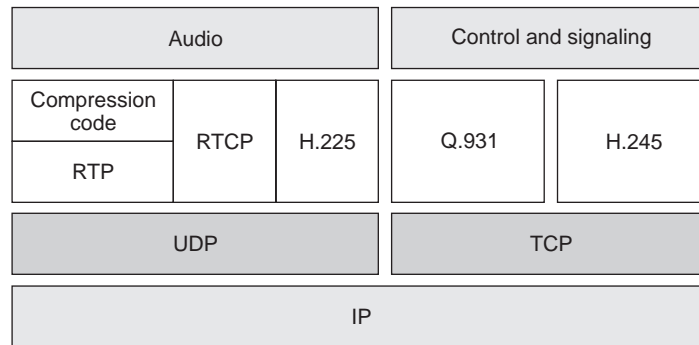 Audio
Control and signaling
Compression
code
RTP
RTCP
H.225
Q.931
H.245
UDP
TCP
IP